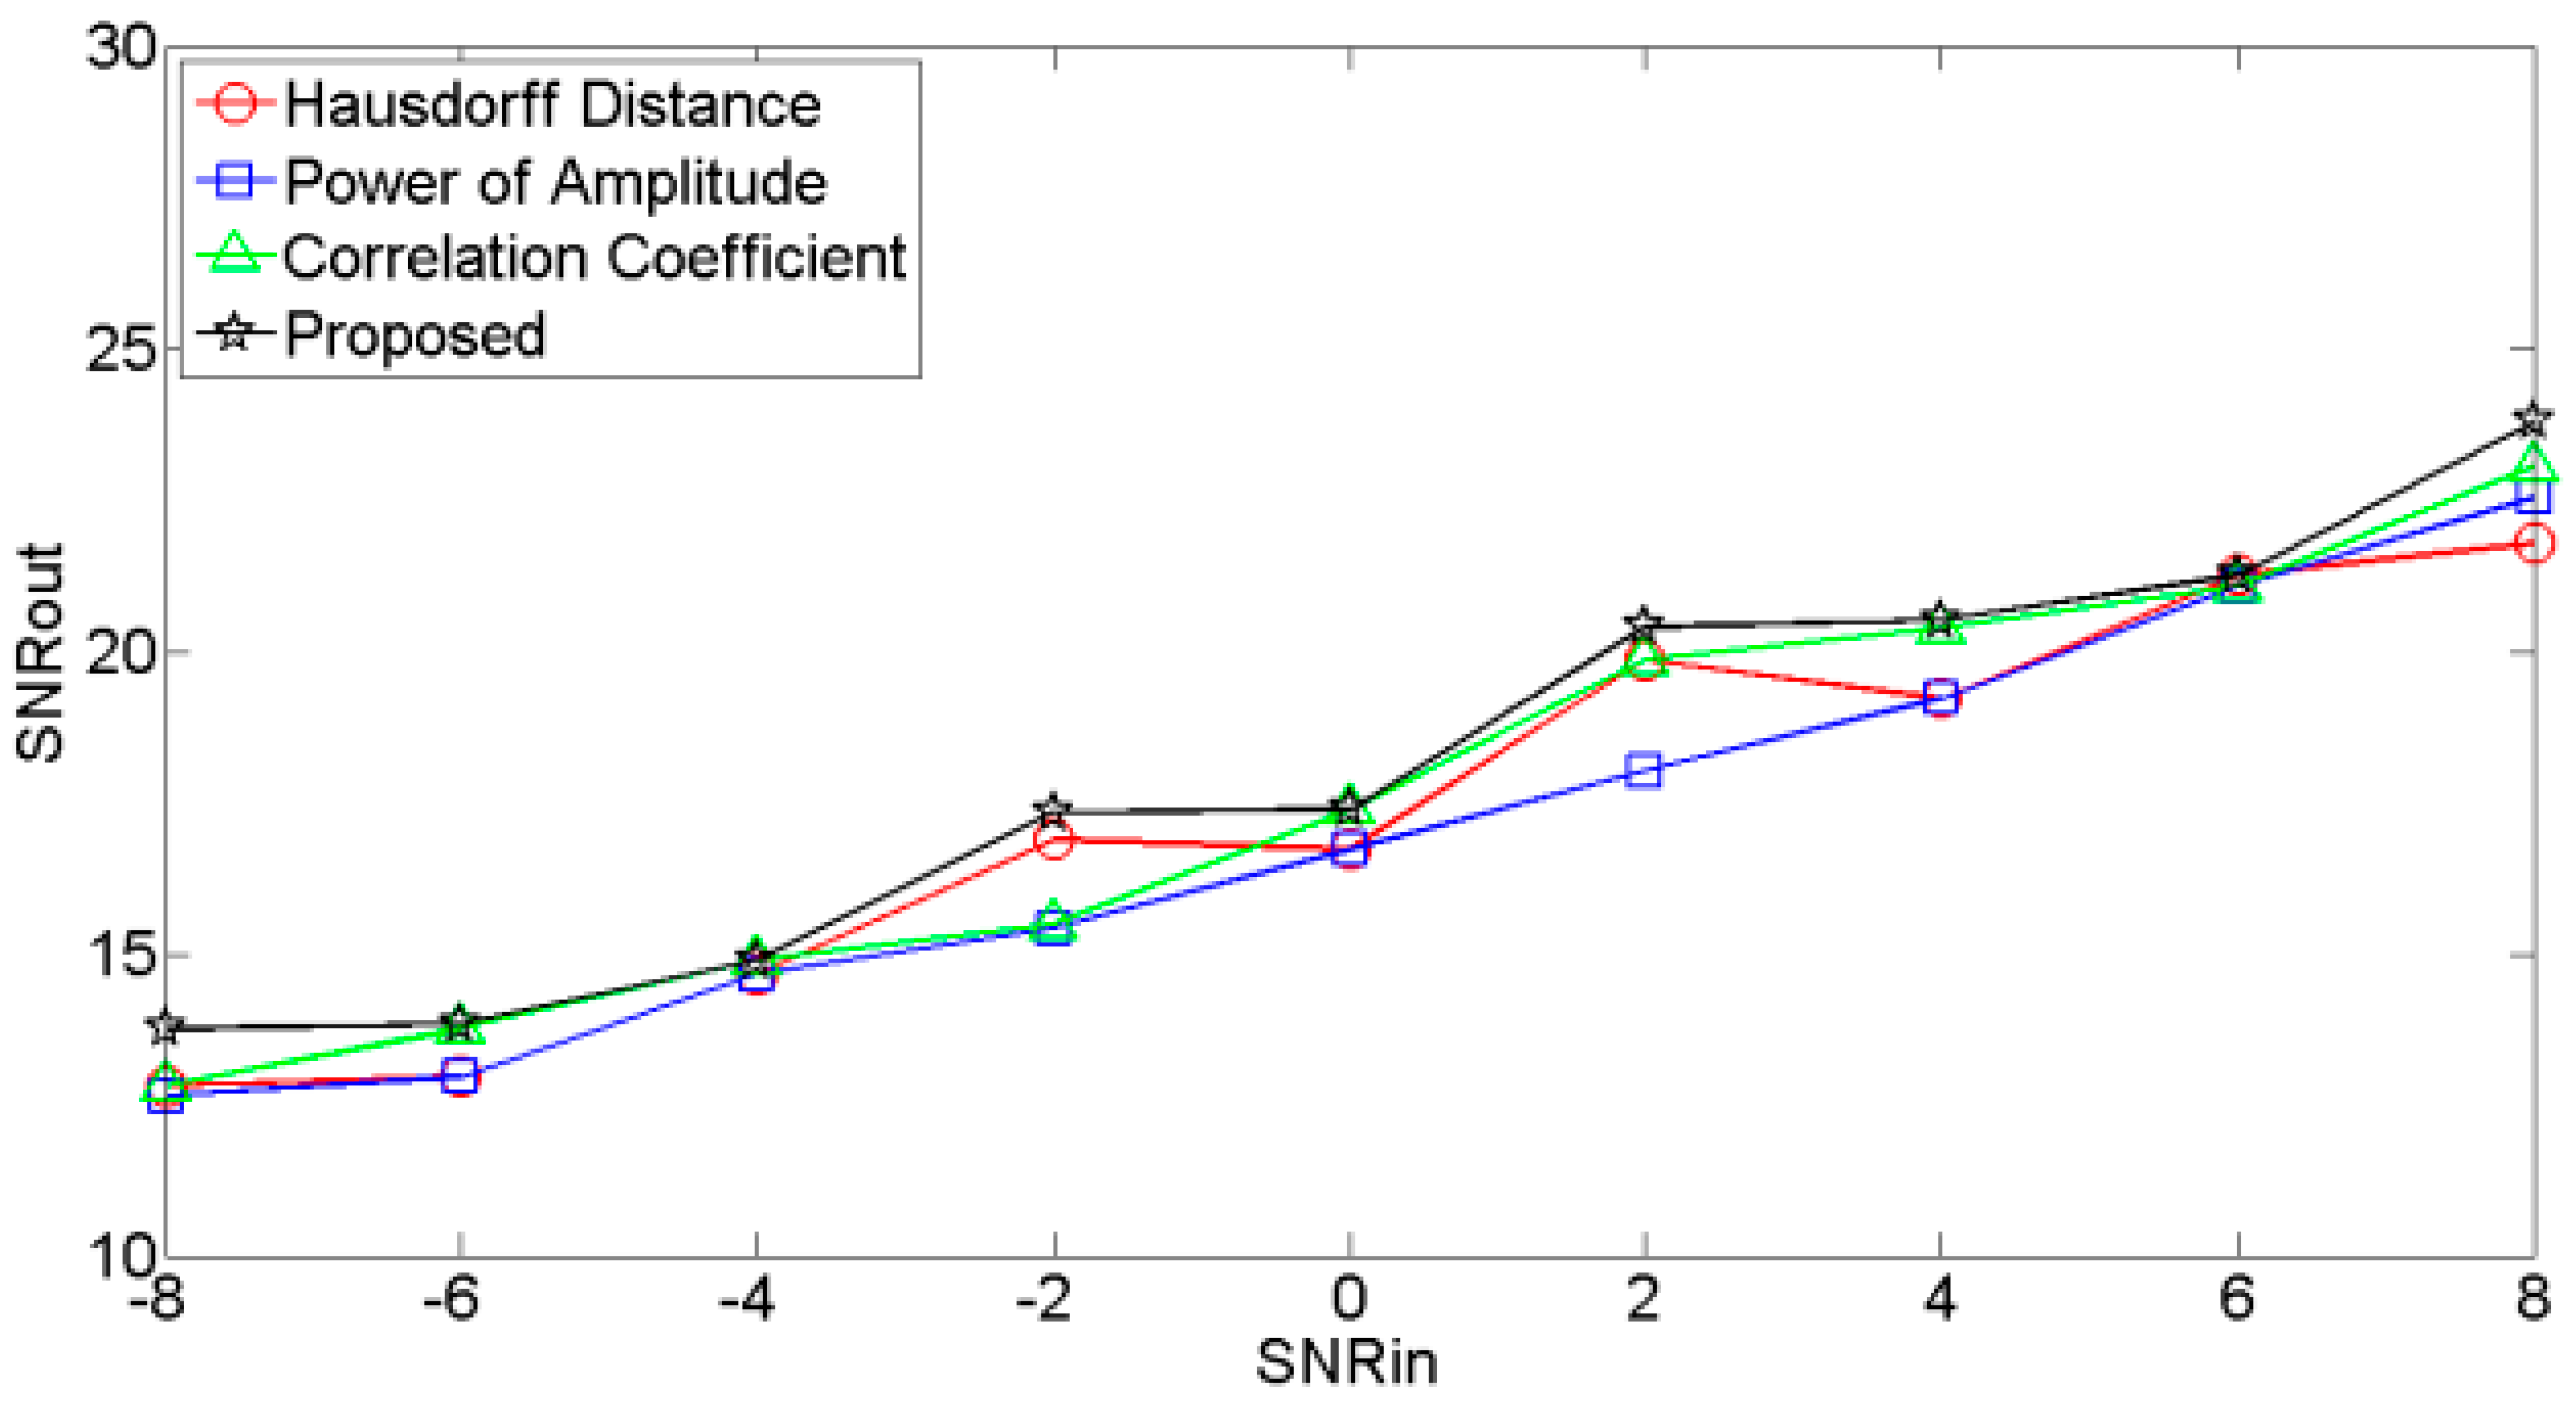 30
Hausdorff Distance
Power of Amplitude
Correlation Coefficient
Proposed
25
20
15
10
SNRout
-8 -6 -4 -2 0 2 4 6 8
SNRin